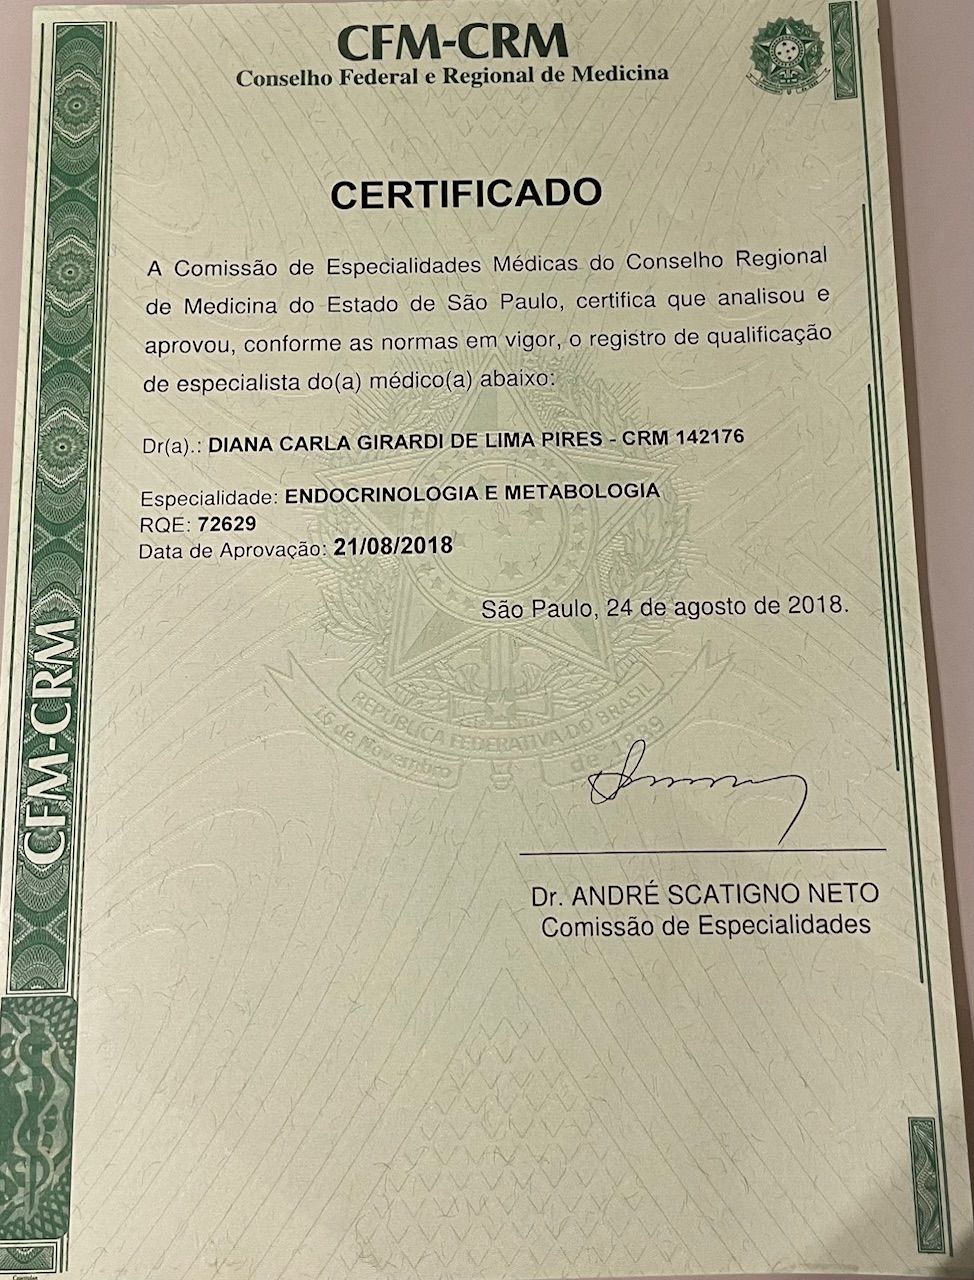 CFM-CRM
Conselho Federal e Regional de Medicina
CERTIFICADO
A Comissão de Especialidades Médicas do Conselho Regional
de Medicina do Estado de São Paulo, certifica que analisou e
aprovou, conforme as normas em vigor, o registro de qualificação
de especialista do(a) médico(a) abaixo:
Dr(a).: DIANA CARLA GIRARDI DE LIMA PIRES - CRM 142176
Especialidade: ENDOCRINOLOGIA E METABOLOGIA
RQE: 72629
Data de Aprovação: 21/08/2018
São Paulo, 24 de agosto de 2018.
REPÚBLICA FEDERATIVA DO BRASIL
15 de Novembro de 1889
CFM-CRM
Dr. ANDRÉ SCATIGNO NETO
Comissão de Especialidades